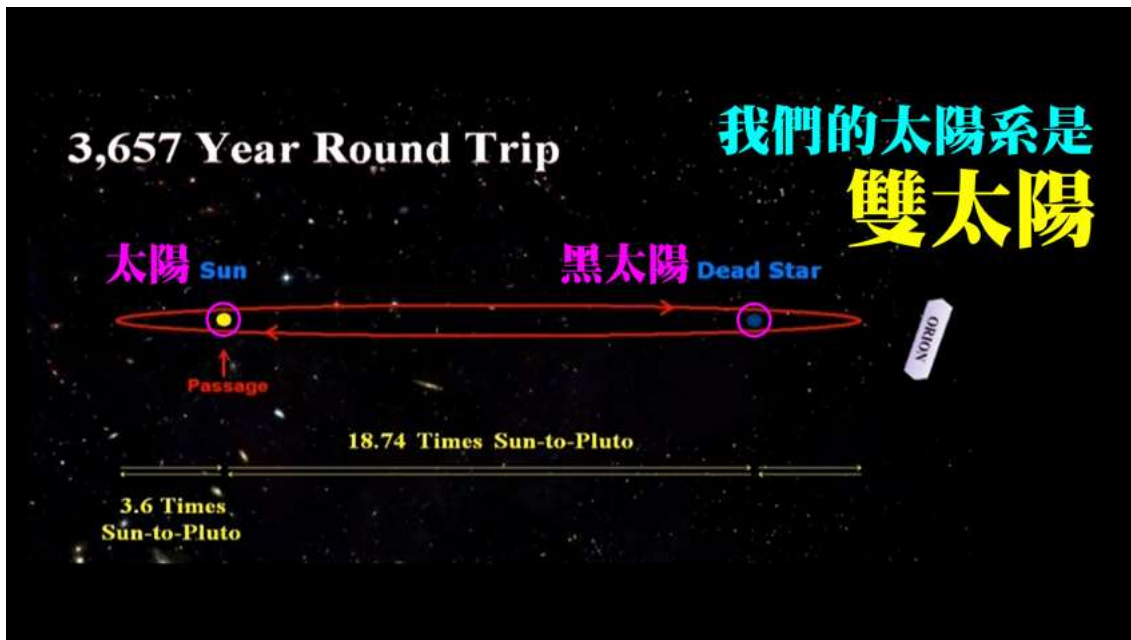 我們的太陽系是
雙太陽
3,657 Year Round Trip
太陽 Sun
黑太陽 Dead Star
ORION
Passage
18.74 Times Sun-to-Pluto
3.6 Times
Sun-to-Pluto